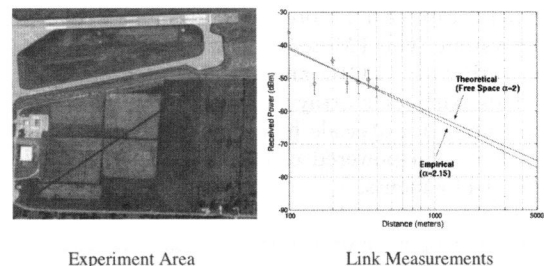 -30
-40
-50
-60
-70
-80
-90
Received Power (dBm)
Theoretical
(Free Space α=2)
Empirical
(α=2.15)
100
1000
5000
Distance (meters)
Experiment Area
Link Measurements